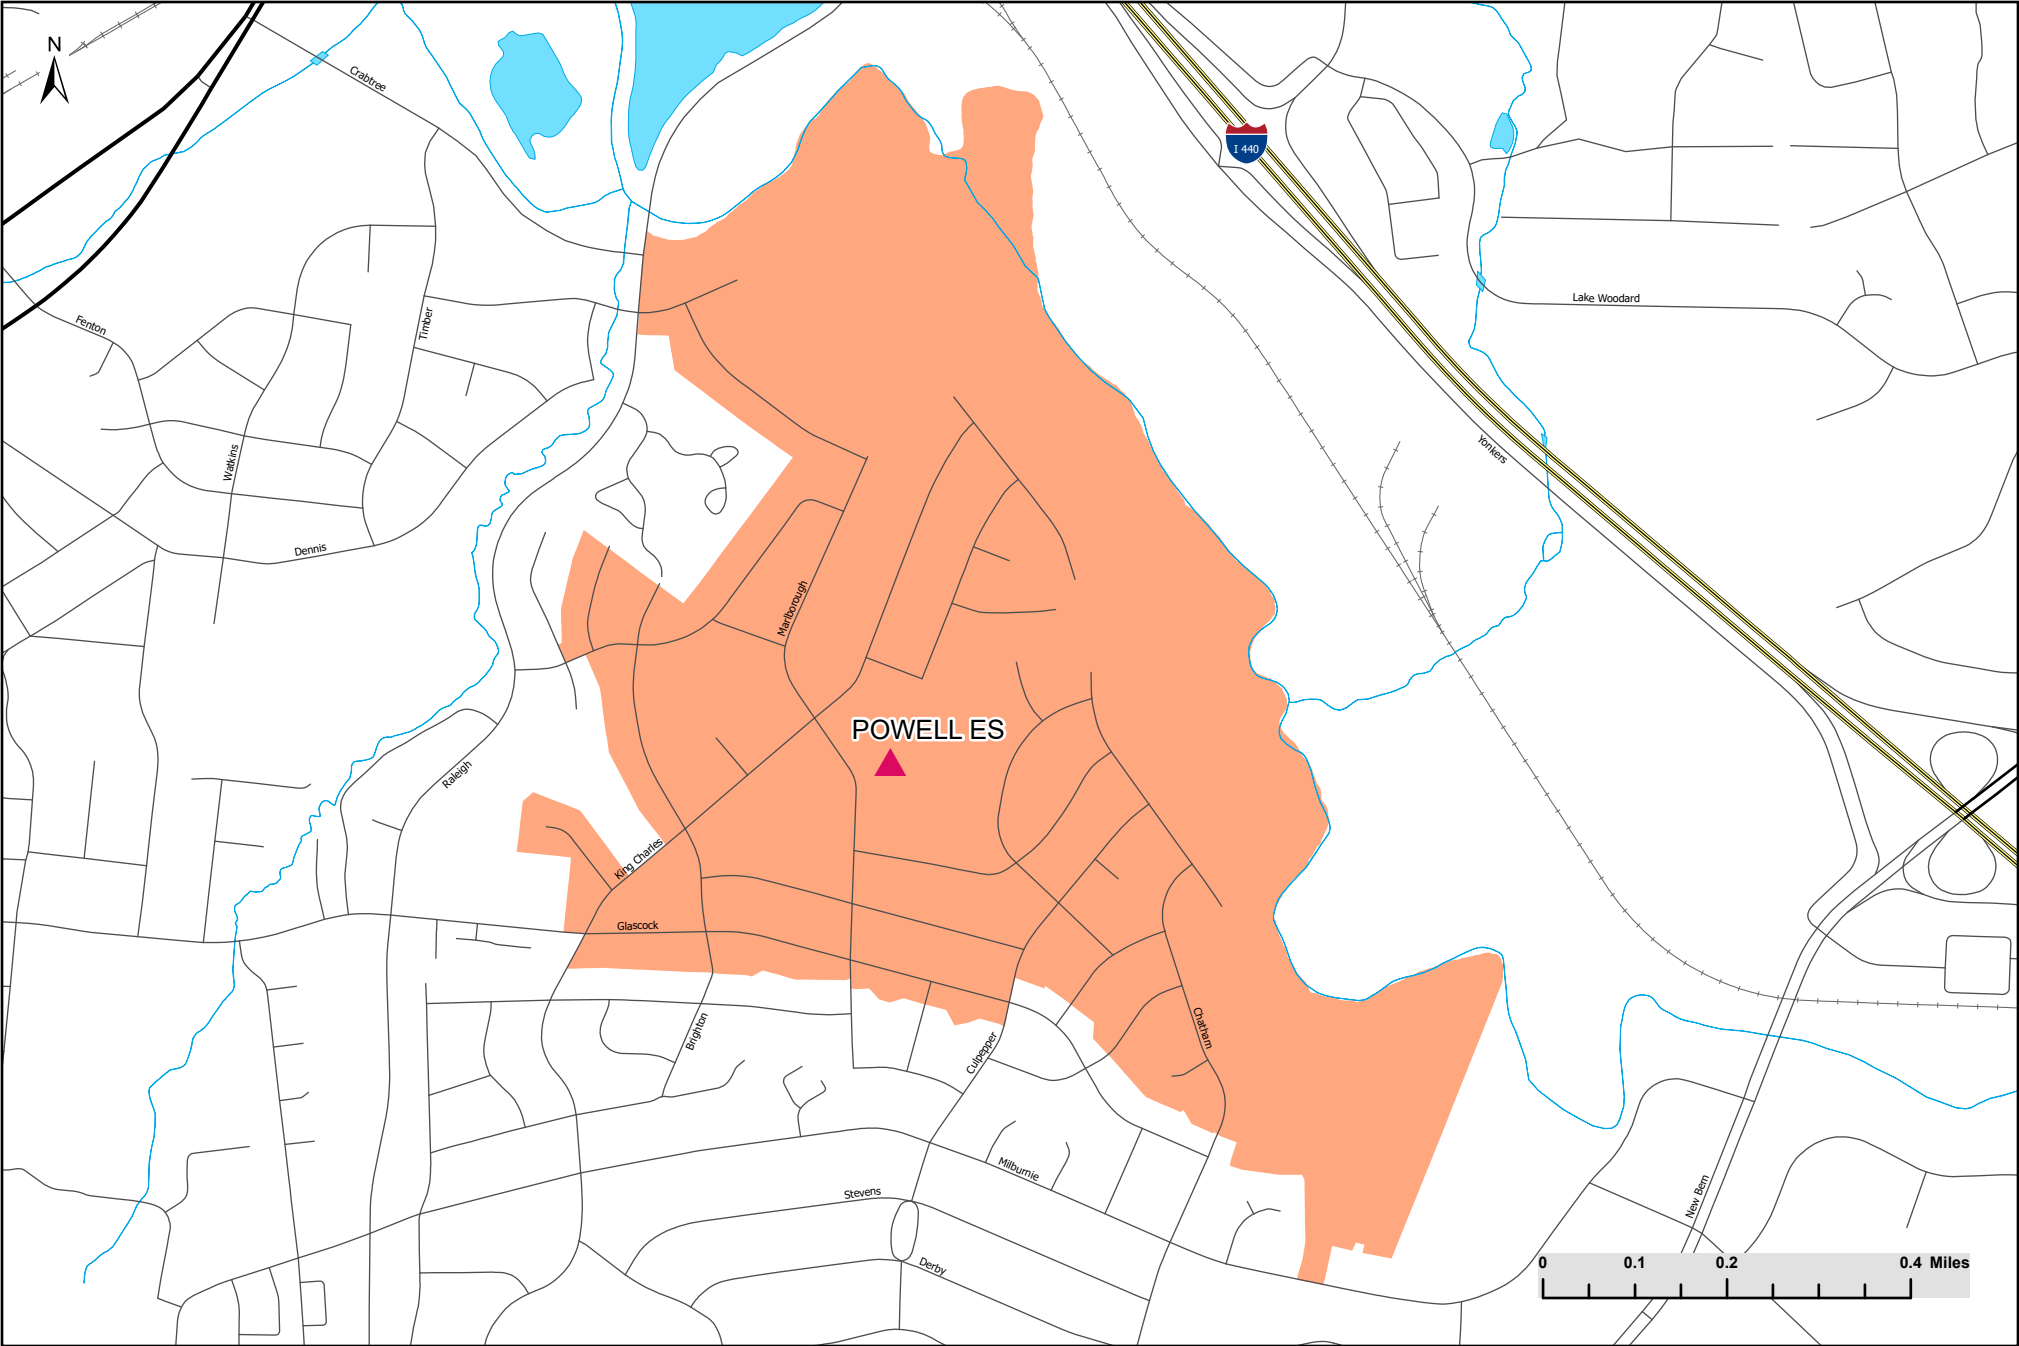 N
Crabtree
I 440
Lake Woodard
Fenton
Timber
Yonkers
Watkins
Dennis
Marlborough
POWELL ES
Raleigh
King Charles
Glascock
Brighton
Culpepper
Chatham
Milburnie
Stevens
New Bern
Derby
0 0.1 0.2 0.4 Miles